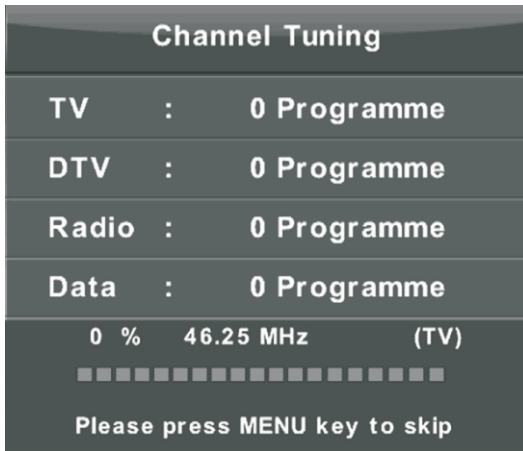 Channel Tuning
TV : 0 Programme
DTV : 0 Programme
Radio : 0 Programme
Data : 0 Programme
0 % 46.25 MHz (TV)
Please press MENU key to skip